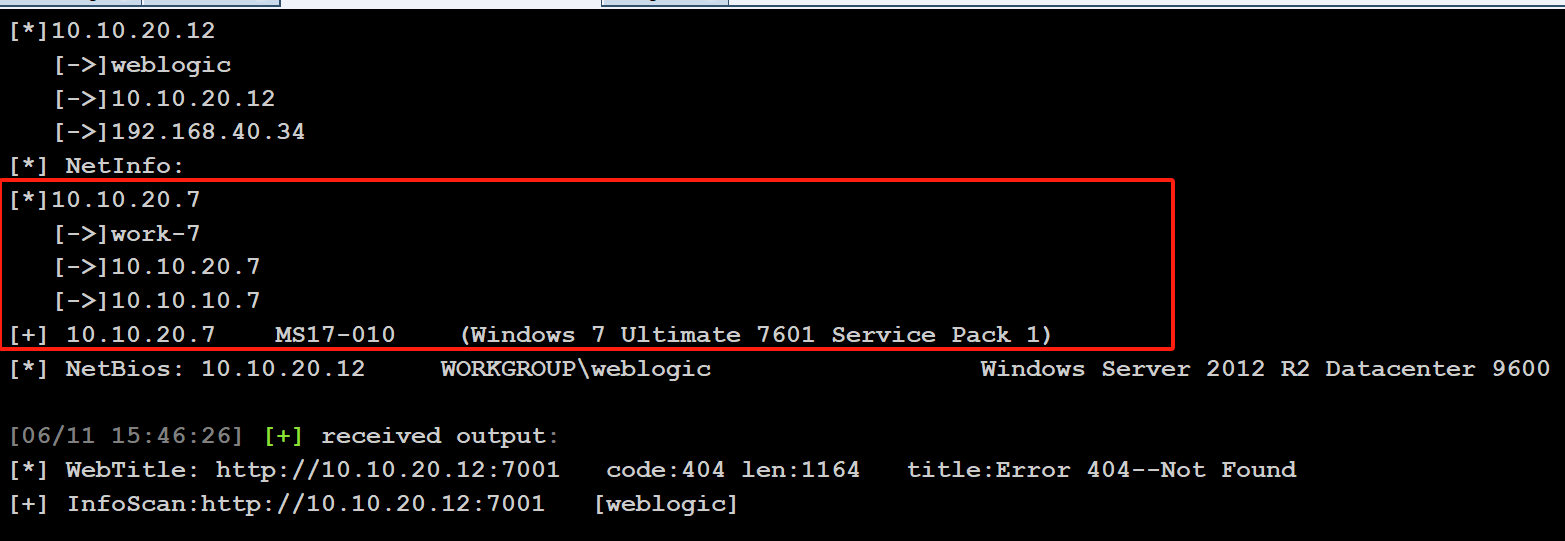 [*]10.10.20.12
[->]weblogic
[->]10.10.20.12
[->]192.168.40.34
[*] NetInfo:
[*]10.10.20.7
[->]work-7
[->]10.10.20.7
[->]10.10.10.7
[+] 10.10.20.7 MS17-010 (Windows 7 Ultimate 7601 Service Pack 1)
[*] NetBios: 10.10.20.12 WORKGROUP\weblogic Windows Server 2012 R2 Datacenter 9600
[06/11 15:46:26] [+] received output:
[*] WebTitle: http://10.10.20.12:7001 code:404 len:1164 title:Error 404--Not Found
[+] InfoScan:http://10.10.20.12:7001 [weblogic]